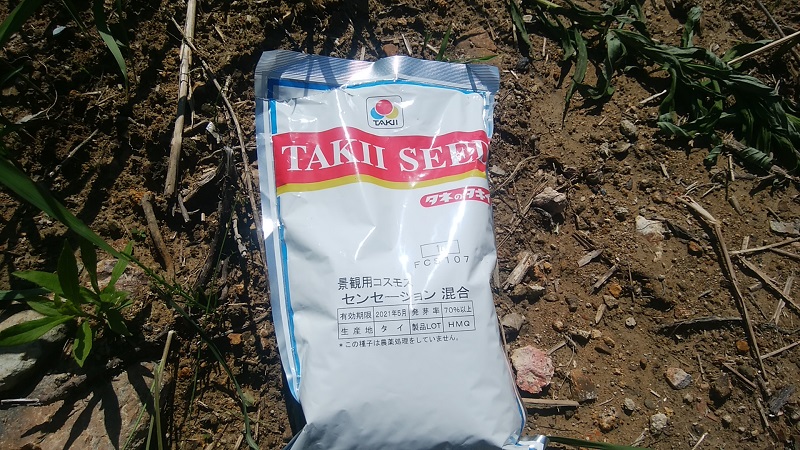 TAKII
TAKII SEED
タネのタキイ
FCS107
景観用コスモス
センセーション 混合
有効期限 2021年5月 発芽率 70%以上
生産地 タイ 製品LOT HMQ
*この種子は農薬処理をしていません。